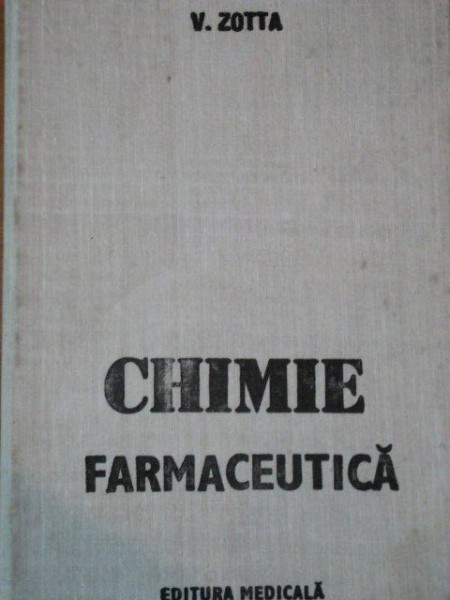 V. ZOTTA
CHIMIE
FARMACEUTICĂ
EDITURA MEDICALĂ